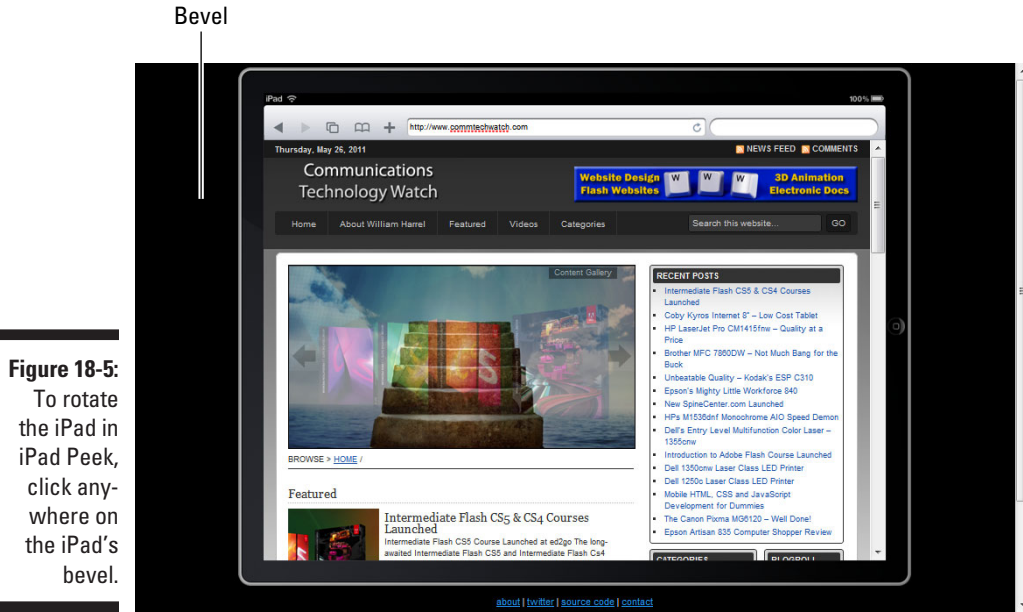 Bevel
iPad
100%
http://www.commtechwatch.com
Thursday, May 26, 2011
NEWS FEED COMMENTS
Communications
Technology Watch
Website Design
Flash Websites
W W W
3D Animation
Electronic Docs
Home About William Harrel Featured Videos Categories
Search this website... GO
Content Gallery
BROWSE > HOME /
Featured
Intermediate Flash CS5 & CS4 Courses
Launched
Intermediate Flash CS5 Course Launched at ed2go The long-
awaited Intermediate Flash CS5 and Intermediate Flash Cs4
RECENT POSTS
Intermediate Flash CS5 & CS4 Courses
Launched
Coby Kyros Internet 8" – Low Cost Tablet
HP LaserJet Pro CM1415fnw – Quality at a
Price
Brother MFC 7860DW – Not Much Bang for the
Buck
Unbeatable Quality – Kodak's ESP C310
Epson's Mighty Little Workforce 840
New SpineCenter.com Launched
HPs M1536dnf Monochrome AIO Speed Demon
Dell's Entry Level Multifunction Color Laser –
1355cnw
Introduction to Adobe Flash Course Launched
Dell 1350cnw Laser Class LED Printer
Dell 1250c Laser Class LED Printer
Mobile HTML, CSS and JavaScript
Development for Dummies
The Canon Pixma MG6120 – Well Done!
Epson Artisan 835 Computer Shopper Review
CATEGORIES
BLOGROLL
about | twitter | source code | contact
Figure 18-5:
To rotate
the iPad in
iPad Peek,
click any-
where on
the iPad's
bevel.